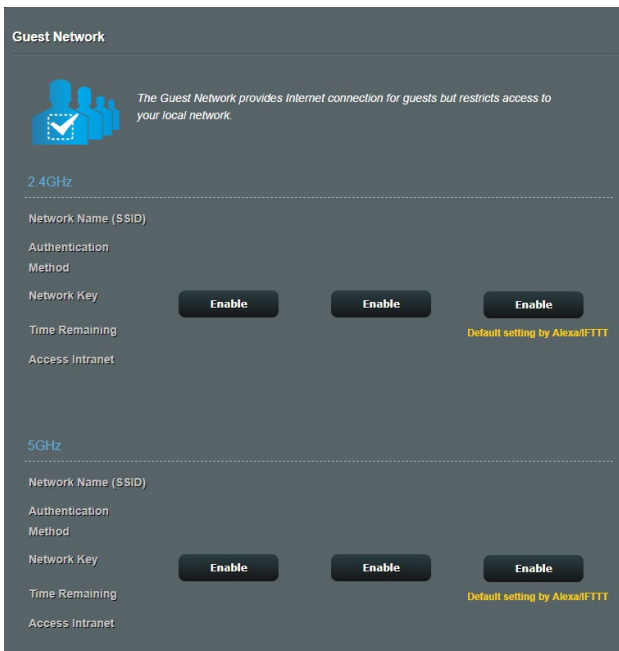 Guest Network
The Guest Network provides Internet connection for guests but restricts access to
your local network.
2.4GHz
Network Name (SSID)
Authentication
Method
Network Key
Enable Enable Enable
Time Remaining
Default setting by Alexa/IFTTT
Access Intranet
5GHz
Network Name (SSID)
Authentication
Method
Network Key
Enable Enable Enable
Time Remaining
Default setting by Alexa/IFTTT
Access Intranet